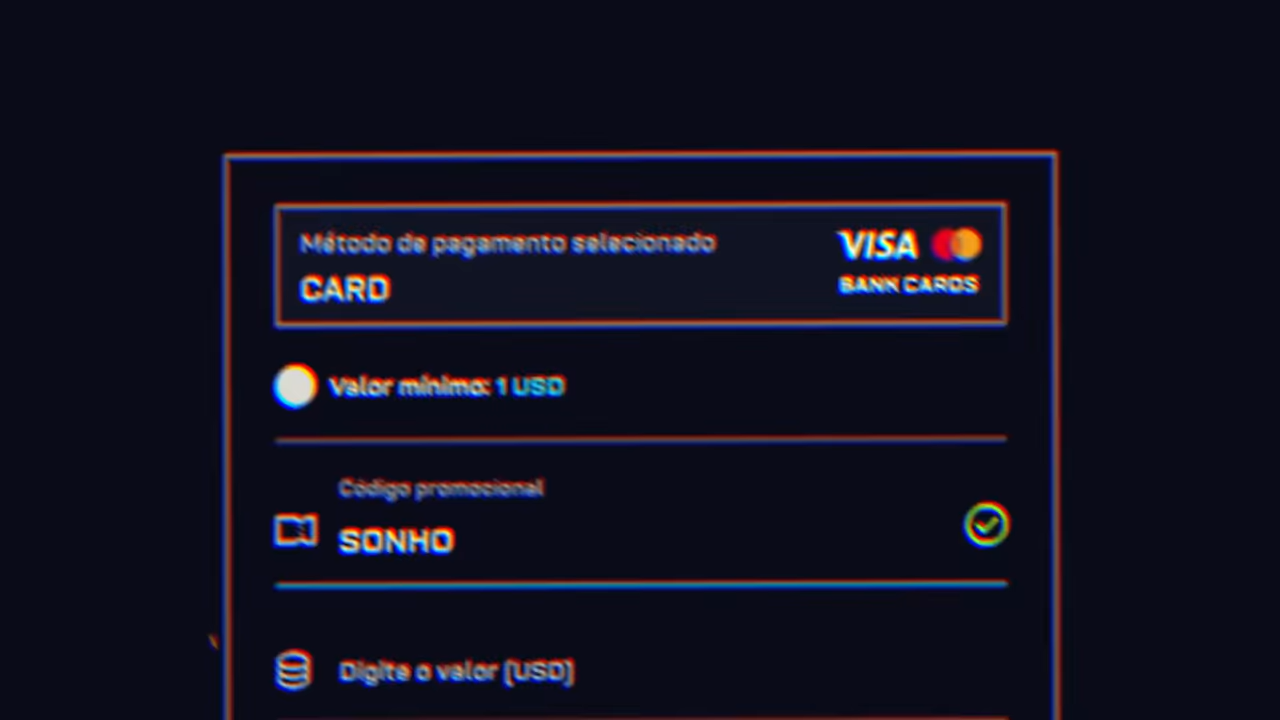 Método de pagamento selecionado
VISA
CARD
BANK CARDS
Valor mínimo: 1 USD
Código promocional
SONHO
Digite o valor (USD)